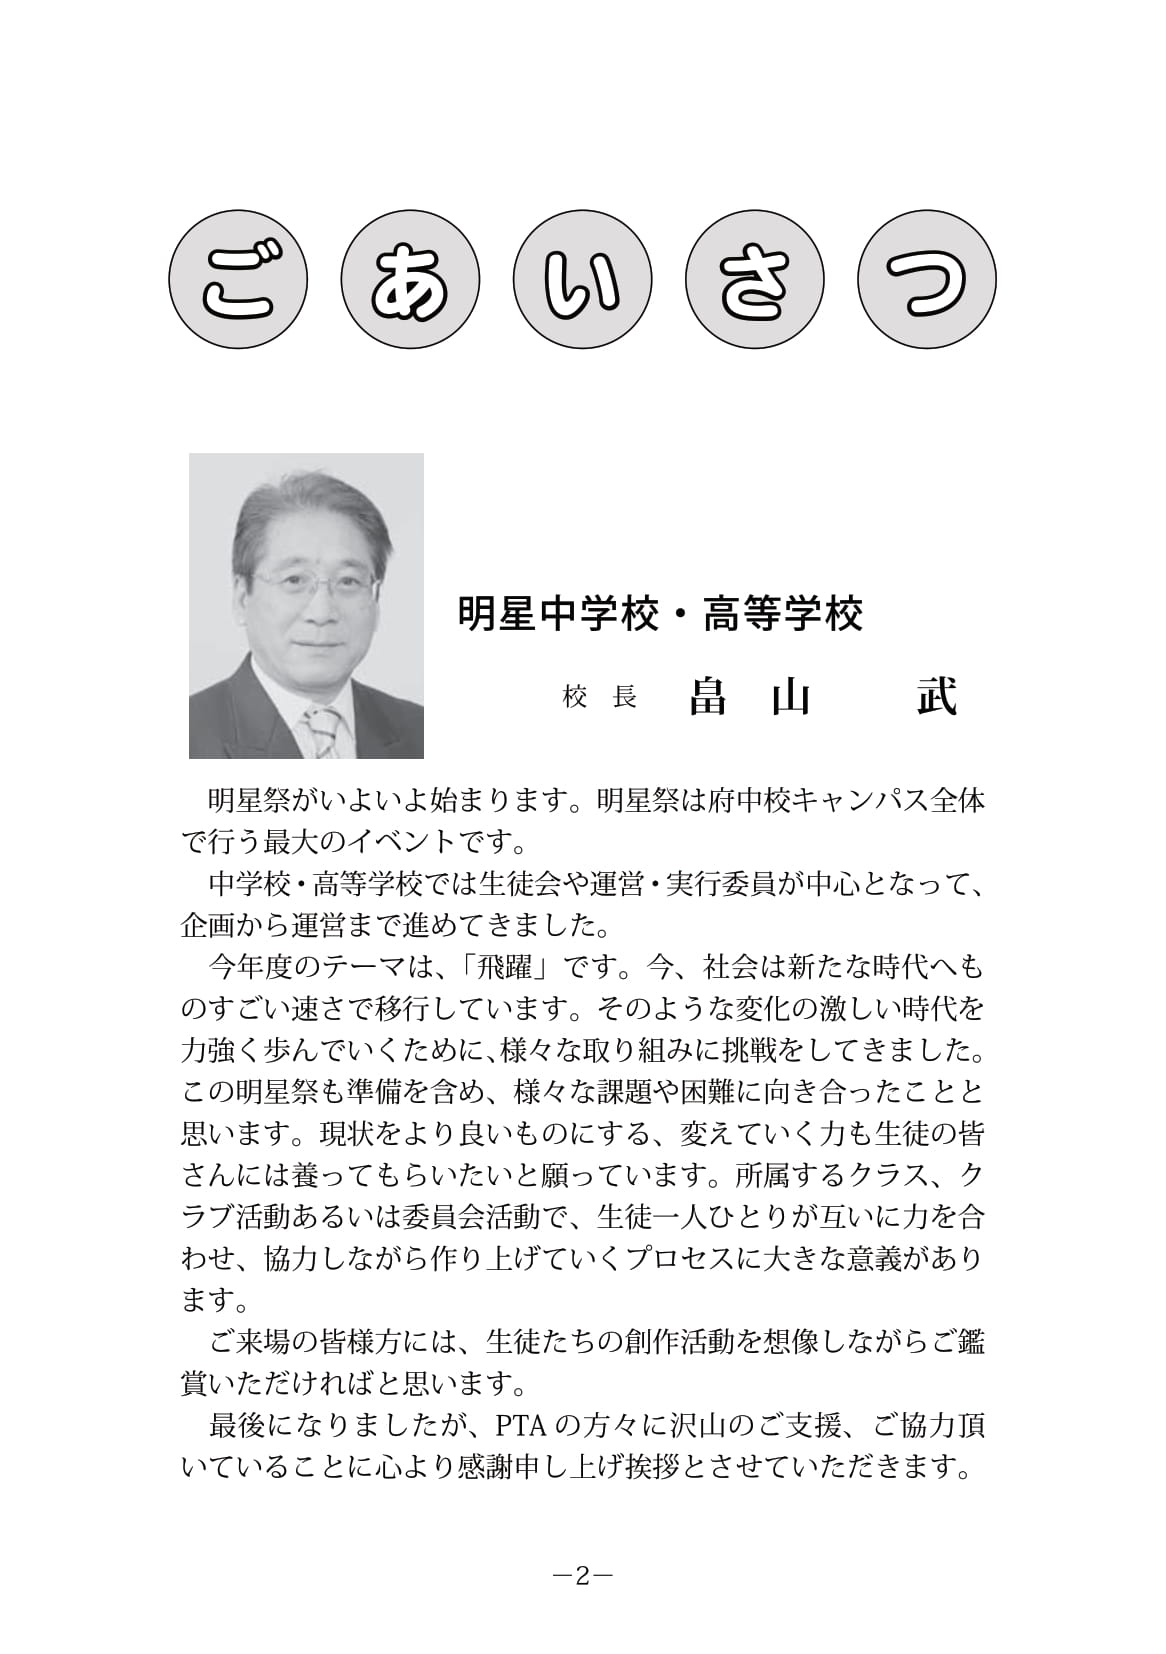 ごあいさつ
明星中学校・高等学校
校 長 畠 山 武
明星祭がいよいよ始まります。明星祭は府中校キャンパス全体
で行う最大のイベントです。
中学校・高等学校では生徒会や運営・実行委員が中心となって、
企画から運営まで進めてきました。
今年度のテーマは、「飛躍」です。今、社会は新たな時代へも
のすごい速さで移行しています。そのような変化の激しい時代を
力強く歩んでいくために、様々な取り組みに挑戦をしてきました。
この明星祭も準備を含め、様々な課題や困難に向き合ったことと
思います。現状をより良いものにする、変えていく力も生徒の皆
さんには養ってもらいたいと願っています。所属するクラス、ク
ラブ活動あるいは委員会活動で、生徒一人ひとりが互いに力を合
わせ、協力しながら作り上げていくプロセスに大きな意義があり
ます。
ご来場の皆様方には、生徒たちの創作活動を想像しながらご鑑
賞いただければと思います。
最後になりましたが、PTA の方々に沢山のご支援、ご協力頂
いていることに心より感謝申し上げ挨拶とさせていただきます。
―2―